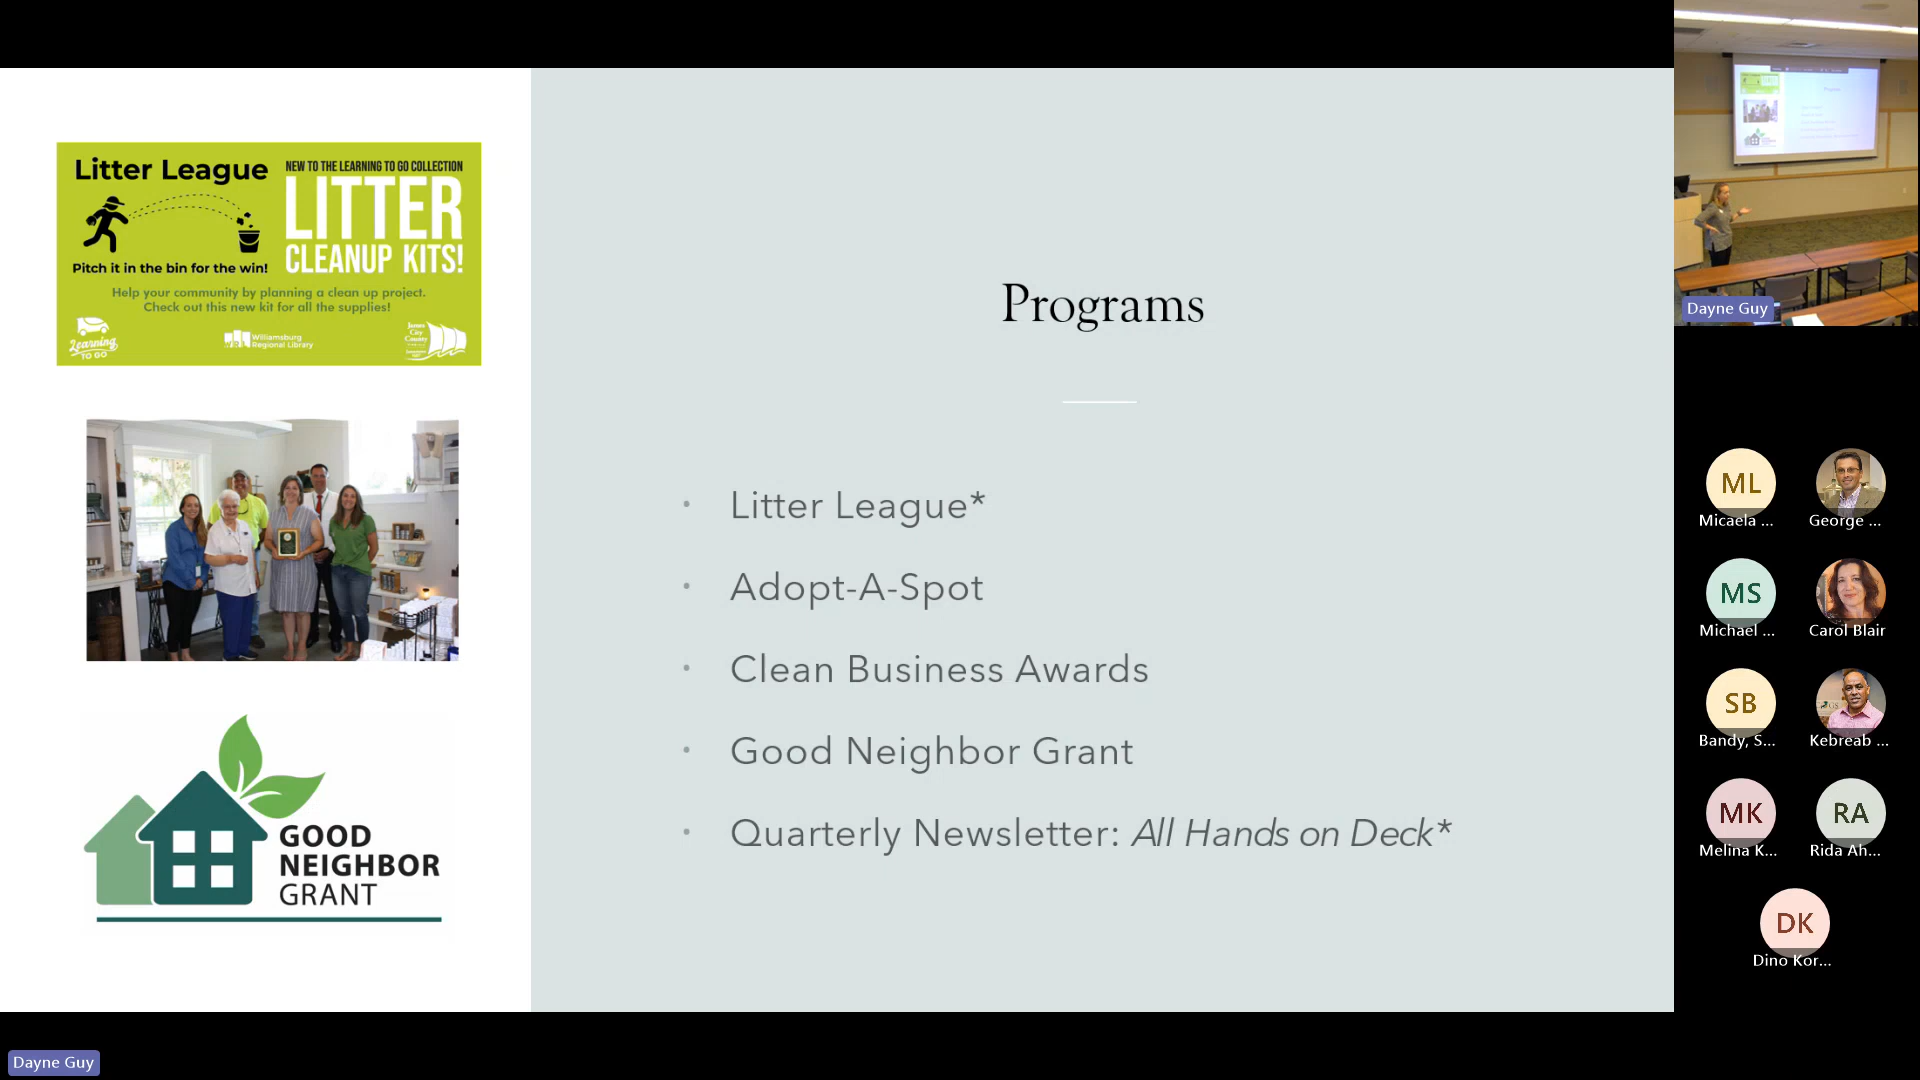 Litter League
NEW TO THE LEARNING TO GO COLLECTION
LITTER
CLEANUP KITS!
Pitch it in the bin for the win!
Help your community by planning a clean up project.
Check out this new kit for all the supplies!
Learning
TO GO
Williamsburg
Regional Library
James
City
County
GOOD
NEIGHBOR
GRANT
Programs
• Litter League*
• Adopt-A-Spot
• Clean Business Awards
• Good Neighbor Grant
• Quarterly Newsletter: All Hands on Deck*
Dayne Guy
ML
Micaela ...
George ...
MS
Michael ...
Carol Blair
SB
Bandy, S...
Kebreab ...
MK
Melina K...
RA
Rida Ah...
DK
Dino Kor...
Dayne Guy